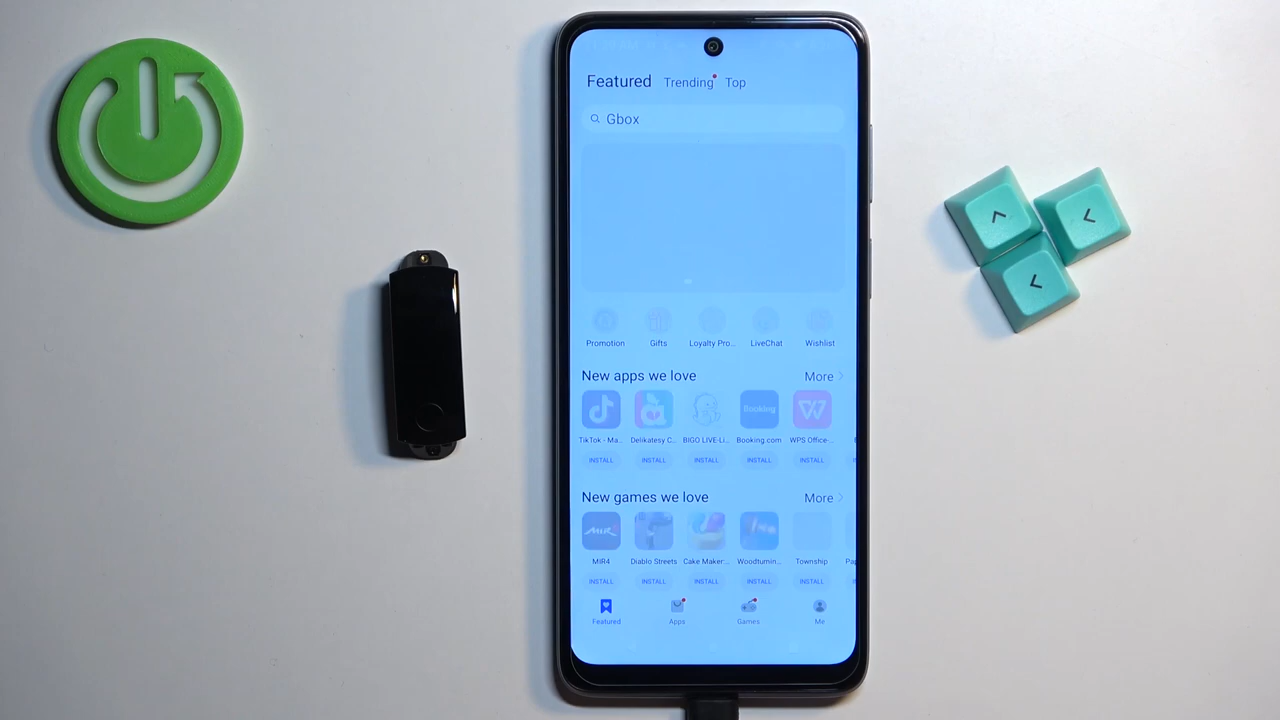 Featured Trending Top
Gbox
Promotion Gifts Loyalty Pro... LiveChat Wishlist
New apps we love More
TikTok - Ma... Delikatesy C... BIGO LIVE-Li... Booking.com WPS Office-...
INSTALL INSTALL INSTALL INSTALL INSTALL
New games we love More
MIR4 Diablo Streets Cake Maker:... Woodturnin... Township
INSTALL INSTALL INSTALL INSTALL INSTALL
Featured Apps Games Me